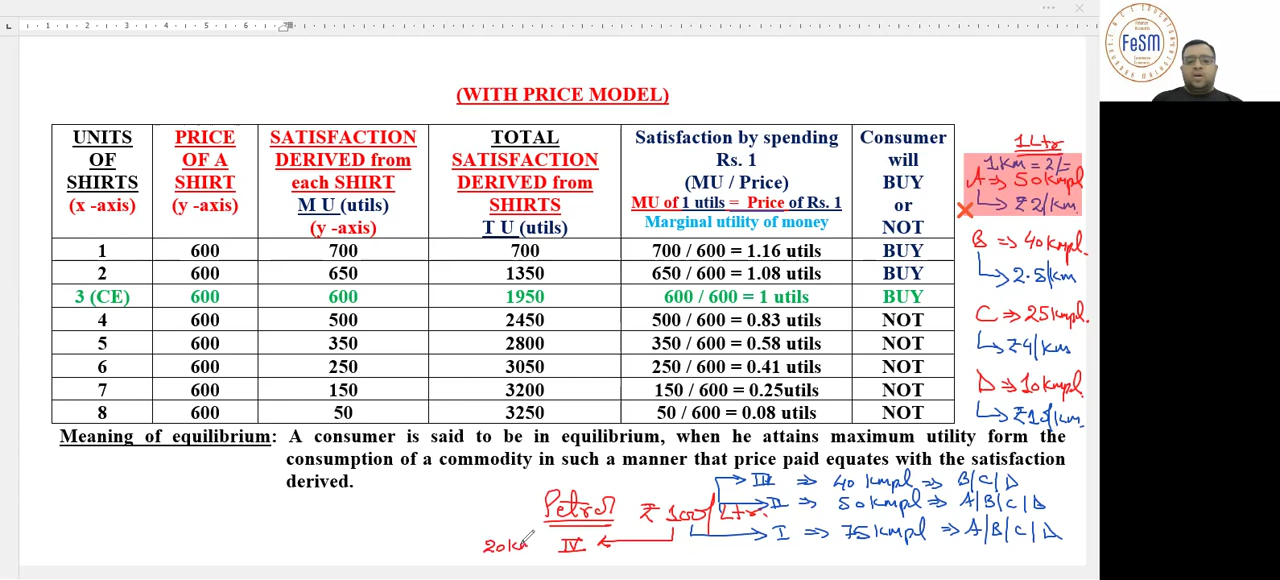 (WITH PRICE MODEL)
UNITS OF SHIRTS (x -axis) | PRICE OF A SHIRT (y -axis) | SATISFACTION DERIVED from each SHIRT M U (utils) (y -axis) | TOTAL SATISFACTION DERIVED from SHIRTS T U (utils) | Satisfaction by spending Rs. 1 (MU / Price) MU of 1 utils = Price of Rs. 1 Marginal utility of money | Consumer will BUY or NOT
1 | 600 | 700 | 700 | 700 / 600 = 1.16 utils | BUY
2 | 600 | 650 | 1350 | 650 / 600 = 1.08 utils | BUY
3 (CE) | 600 | 600 | 1950 | 600 / 600 = 1 utils | BUY
4 | 600 | 500 | 2450 | 500 / 600 = 0.83 utils | NOT
5 | 600 | 350 | 2800 | 350 / 600 = 0.58 utils | NOT
6 | 600 | 250 | 3050 | 250 / 600 = 0.41 utils | NOT
7 | 600 | 150 | 3200 | 150 / 600 = 0.25utils | NOT
8 | 600 | 50 | 3250 | 50 / 600 = 0.08 utils | NOT
1 Ltr
1 KM = 2/=
A ⇒ 50 kmpl
₹ 2/km.
B ⇒ 40 kmpl.
2.5/km
C ⇒ 25 kmpl.
₹ 4/km
D ⇒ 10 kmpl.
₹ 10/km.
Meaning of equilibrium: A consumer is said to be in equilibrium, when he attains maximum utility form the
consumption of a commodity in such a manner that price paid equates with the satisfaction
derived.
III ⇒ 40 kmpl ⇒ B/C/D
Petrol ₹ 100/Ltr. II ⇒ 50 kmpl ⇒ A/B/C/D
I ⇒ 75 kmpl ⇒ A/B/C/D
IV
FeSM